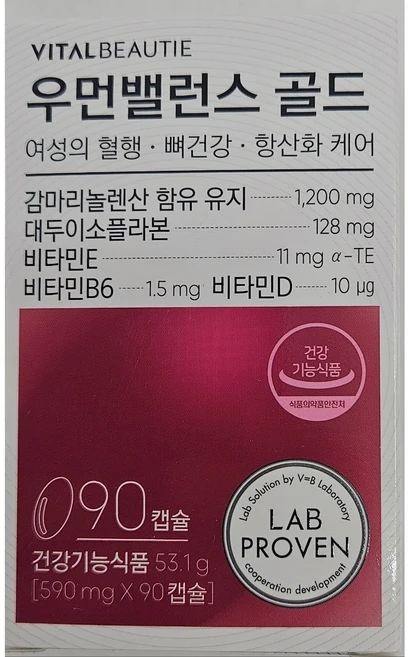 VITALBEAUTIE
우먼밸런스 골드
여성의 혈행 · 뼈건강 · 항산화 케어
감마리놀렌산 함유 유지 1,200 mg
대두이소플라본 128 mg
비타민E 11 mg α-TE
비타민B6 1.5 mg 비타민D 10 μg
건강
기능식품
식품의약품안전처
90캡슐
건강기능식품 53.1 g
[590 mg X 90캡슐]
Lab Solution by V=B Laboratory
LAB
PROVEN
cooperation development